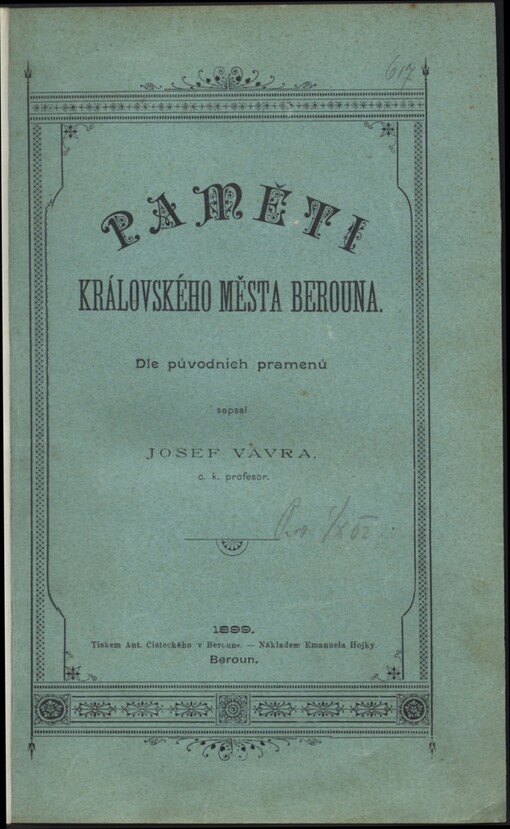 617
PAMĚTI
KRÁLOVSKÉHO MĚSTA BEROUNA.
Dle původních pramenů
sepsal
JOSEF VÁVRA,
c. k. profesor.
1899.
Tiskem Ant. Čisteckého v Berouně. — Nákladem Emanuela Hojky.
Beroun.